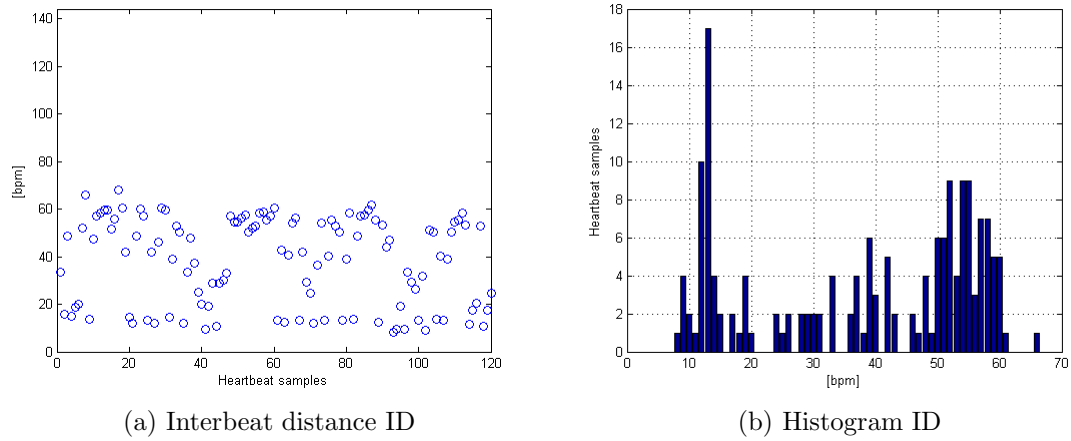 140
120
100
80
60
40
20
0
[bpm]
0 20 40 60 80 100 120
Heartbeat samples
(a) Interbeat distance ID
18
16
14
12
10
8
6
4
2
0
Heartbeat samples
0 10 20 30 40 50 60 70
[bpm]
(b) Histogram ID